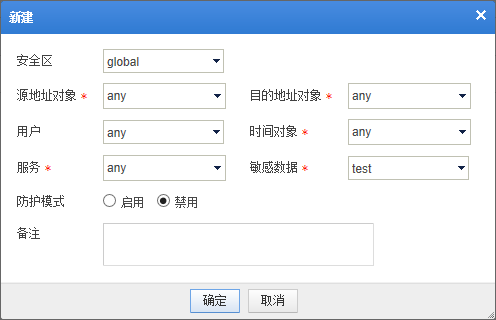 新建
安全区 global
源地址对象 * any 目的地址对象 * any
用户 any 时间对象 * any
服务 * any 敏感数据 * test
防护模式 启用 禁用
备注
确定 取消